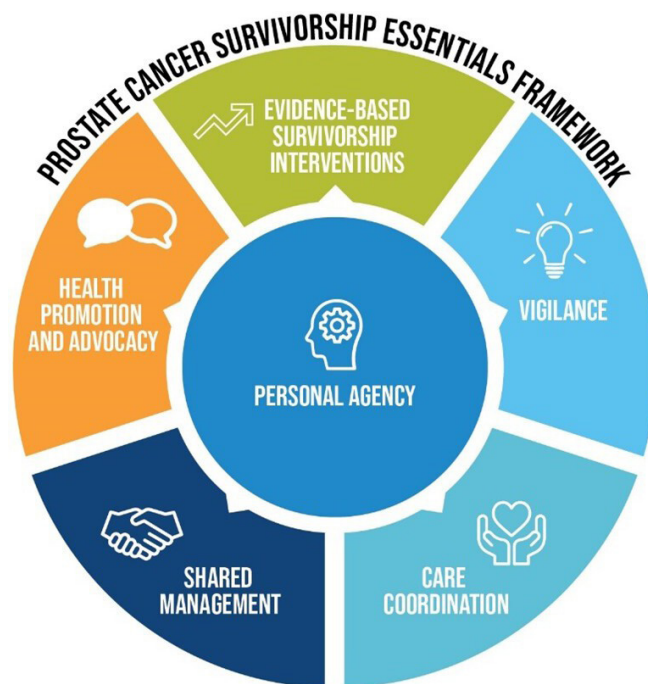 PROSTATE CANCER SURVIVORSHIP ESSENTIALS FRAMEWORK
EVIDENCE-BASED
SURVIVORSHIP
INTERVENTIONS
HEALTH
PROMOTION
AND ADVOCACY
VIGILANCE
PERSONAL AGENCY
SHARED
MANAGEMENT
CARE
COORDINATION